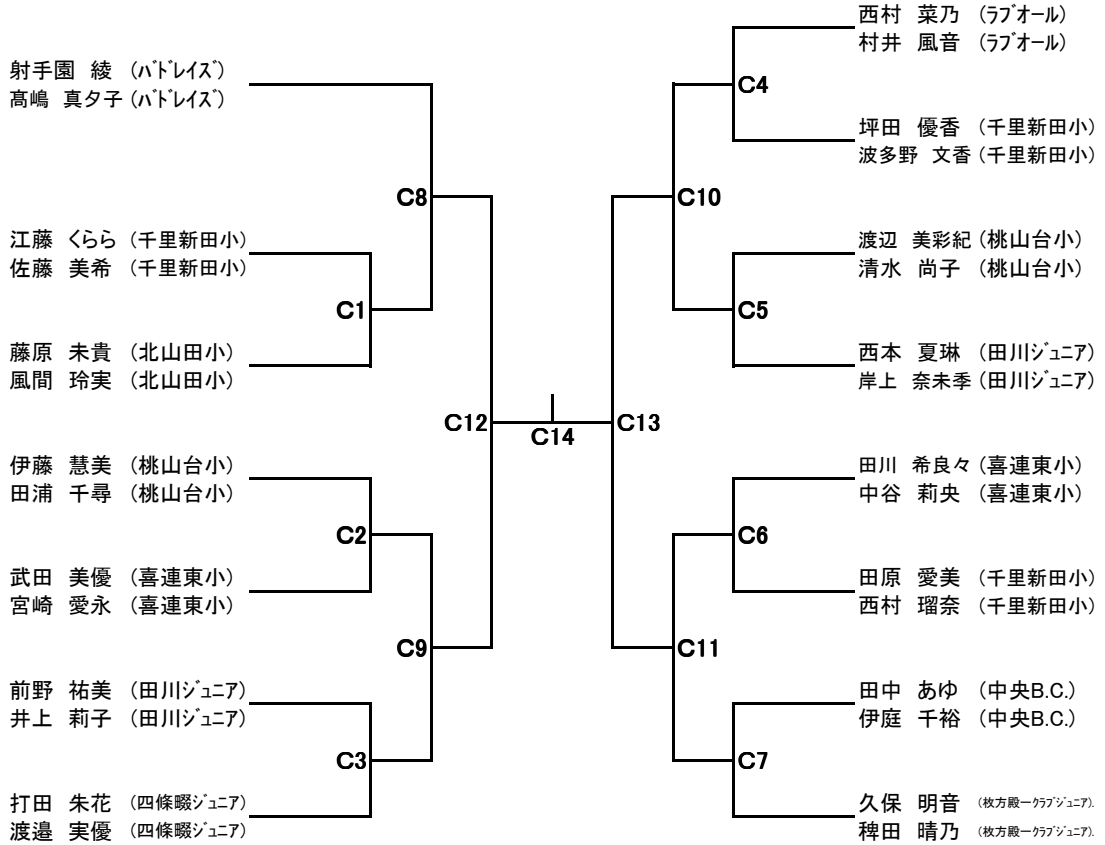 射手園 綾 (ﾊﾞﾄﾞﾚｲｽﾞ)
髙嶋 真夕子 (ﾊﾞﾄﾞﾚｲｽﾞ)
C8
江藤 くらら (千里新田小)
佐藤 美希 (千里新田小)
C1
藤原 未貴 (北山田小)
風間 玲実 (北山田小)
C12
伊藤 慧美 (桃山台小)
田浦 千尋 (桃山台小)
C2
武田 美優 (喜連東小)
宮崎 愛永 (喜連東小)
C9
前野 祐美 (田川ｼﾞｭﾆｱ)
井上 莉子 (田川ｼﾞｭﾆｱ)
C3
打田 朱花 (四條畷ｼﾞｭﾆｱ)
渡邉 実優 (四條畷ｼﾞｭﾆｱ)
C14
西村 菜乃 (ﾗﾌﾞオール)
村井 風音 (ﾗﾌﾞオール)
C4
坪田 優香 (千里新田小)
波多野 文香 (千里新田小)
C10
渡辺 美彩紀 (桃山台小)
清水 尚子 (桃山台小)
C5
西本 夏琳 (田川ｼﾞｭﾆｱ)
岸上 奈未季 (田川ｼﾞｭﾆｱ)
C13
田川 希良々 (喜連東小)
中谷 莉央 (喜連東小)
C6
田原 愛美 (千里新田小)
西村 瑠奈 (千里新田小)
C11
田中 あゆ (中央B.C.)
伊庭 千裕 (中央B.C.)
C7
久保 明音 (枚方殿一ｸﾗﾌﾞｼﾞｭﾆｱ).
稗田 晴乃 (枚方殿一ｸﾗﾌﾞｼﾞｭﾆｱ).